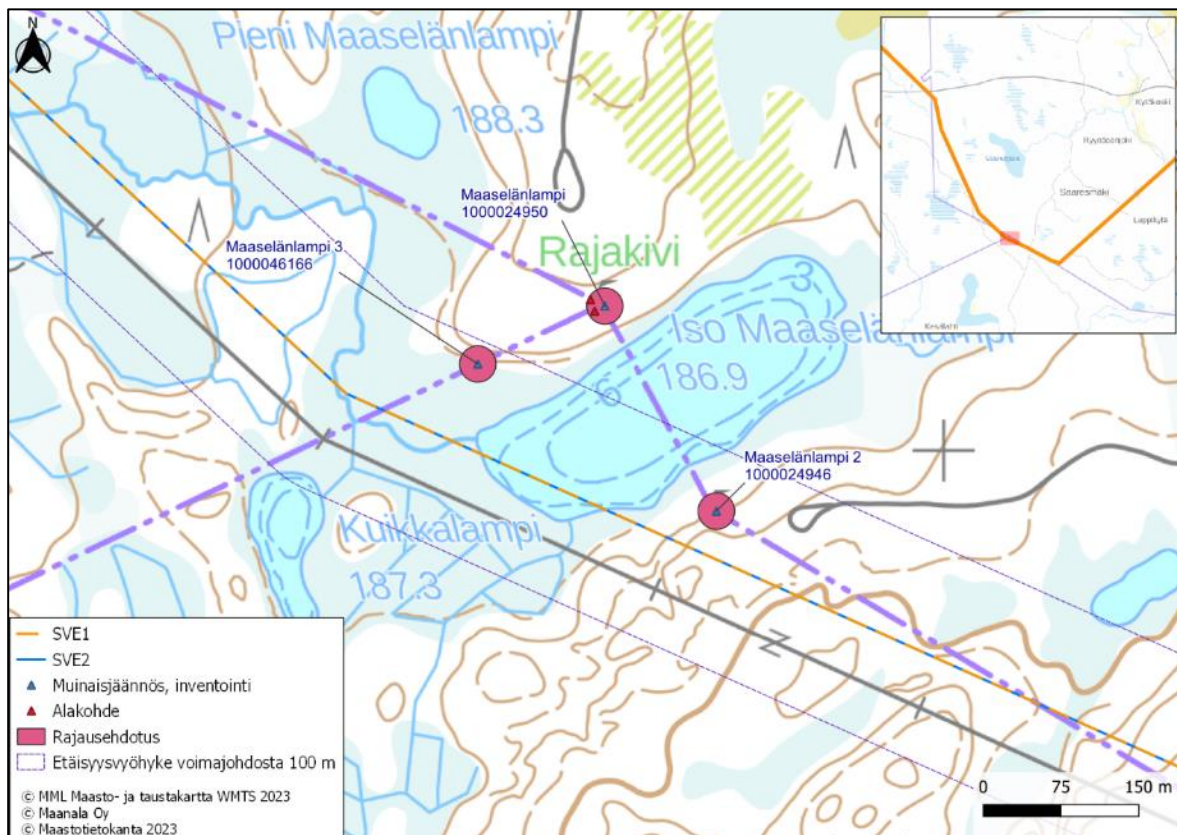 N
Pieni Maaselänlampi
188.3
Maaselänlampi
1000024950
Maaselänlampi 3
1000046166
Rajakivi
3
Iso Maaselänlampi
186.9
6
Maaselänlampi 2
1000024946
Kuikkalampi
187.3
Kytökoski
Saaresmäki
SVE1
SVE2
Muinaisjäännös, inventointi
Alakohde
Rajausehdotus
Etäisyysvyöhyke voimajohdosta 100 m
© MML Maasto- ja taustakartta WMTS 2023
© Maanala Oy
© Maastotietokanta 2023
0 75 150 m